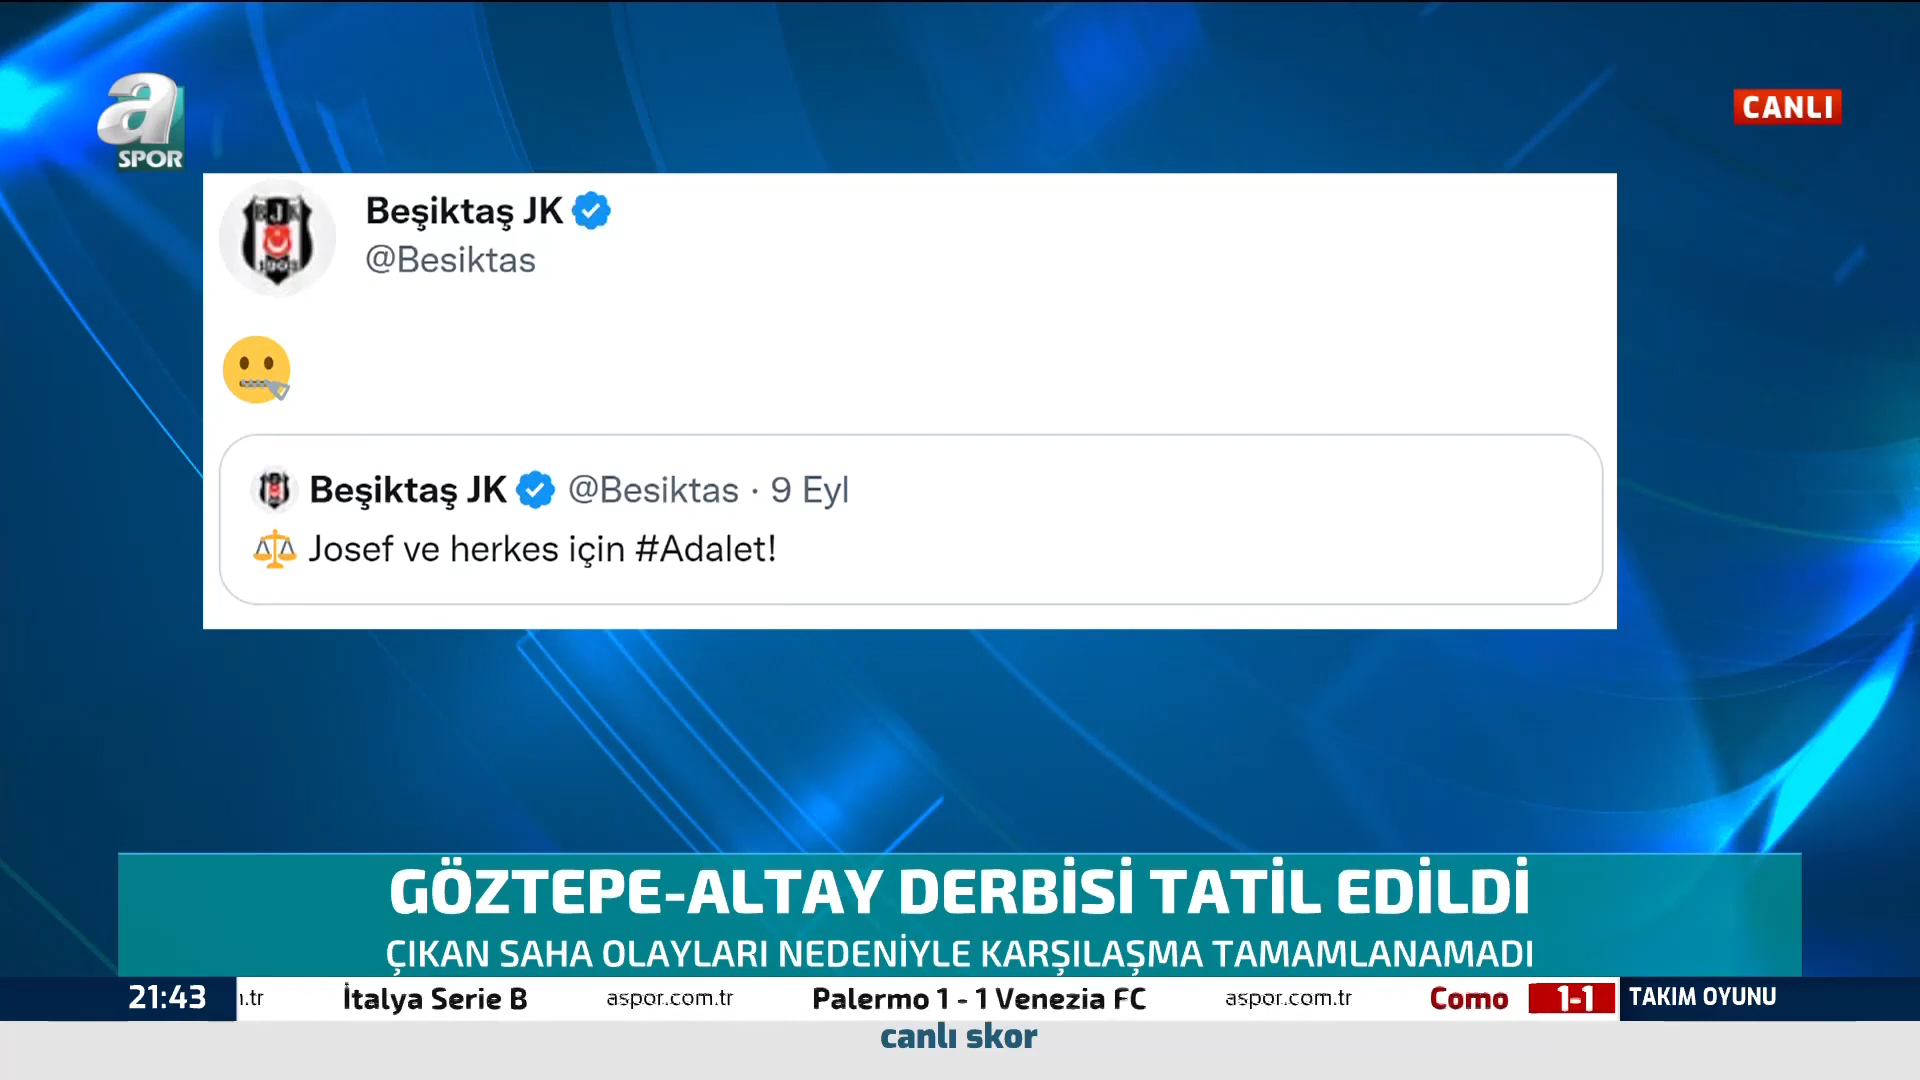 a
SPOR
CANLI
Beşiktaş JK
@Besiktas
Beşiktaş JK @Besiktas · 9 Eyl
Josef ve herkes için #Adalet!
GÖZTEPE-ALTAY DERBİSİ TATİL EDİLDİ
ÇIKAN SAHA OLAYLARI NEDENİYLE KARŞILAŞMA TAMAMLANAMADI
21:43 .tr İtalya Serie B aspor.com.tr Palermo 1 - 1 Venezia FC aspor.com.tr Como 1-1 TAKIM OYUNU
canlı skor